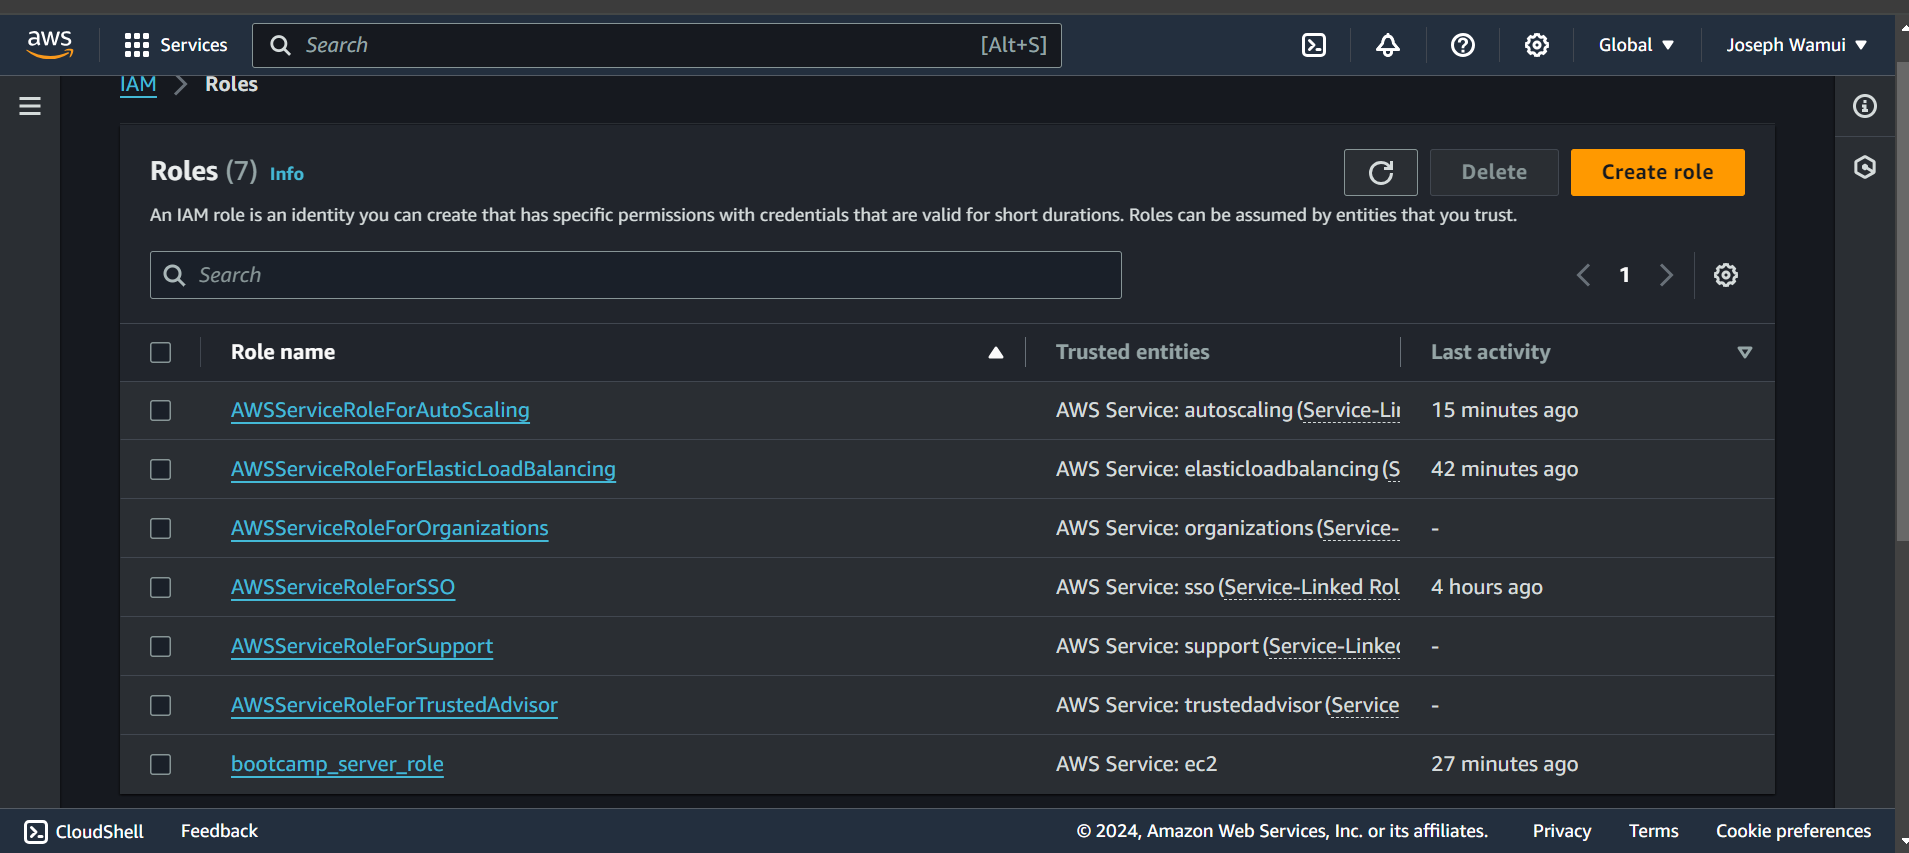 aws Services Search [Alt+S] Global Joseph Wamui
IAM Roles
Roles (7) Info Delete Create role
An IAM role is an identity you can create that has specific permissions with credentials that are valid for short durations. Roles can be assumed by entities that you trust.
Search 1
Role name Trusted entities Last activity
AWSServiceRoleForAutoScaling AWS Service: autoscaling (Service-Li 15 minutes ago
AWSServiceRoleForElasticLoadBalancing AWS Service: elasticloadbalancing (S 42 minutes ago
AWSServiceRoleForOrganizations AWS Service: organizations (Service- -
AWSServiceRoleForSSO AWS Service: sso (Service-Linked Rol 4 hours ago
AWSServiceRoleForSupport AWS Service: support (Service-Linked -
AWSServiceRoleForTrustedAdvisor AWS Service: trustedadvisor (Service -
bootcamp_server_role AWS Service: ec2 27 minutes ago
CloudShell Feedback © 2024, Amazon Web Services, Inc. or its affiliates. Privacy Terms Cookie preferences